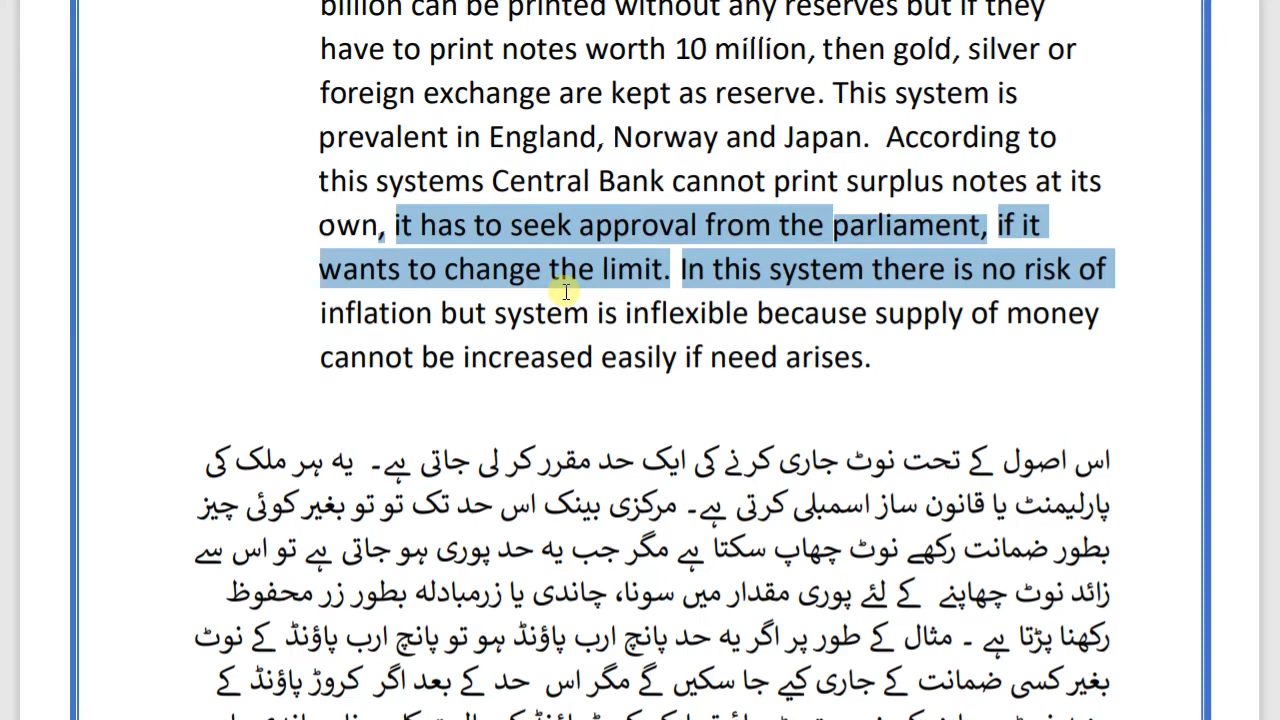 billion can be printed without any reserves but if they
have to print notes worth 10 million, then gold, silver or
foreign exchange are kept as reserve. This system is
prevalent in England, Norway and Japan. According to
this systems Central Bank cannot print surplus notes at its
own, it has to seek approval from the parliament, if it
wants to change the limit. In this system there is no risk of
inflation but system is inflexible because supply of money
cannot be increased easily if need arises.
اس اصول کے تحت نوٹ جاری کرنے کی ایک حد مقرر کر لی جاتی ہے۔ یہ ہر ملک کی
پارلیمنٹ یا قانون ساز اسمبلی کرتی ہے۔ مرکزی بینک اس حد تک تو تو بغیر کوئی چیز
بطور ضمانت رکھے نوٹ چھاپ سکتا ہے مگر جب یہ حد پوری ہو جاتی ہے تو اس سے
زائد نوٹ چھاپنے کے لئے پوری مقدار میں سونا، چاندی یا زرمبادلہ بطور زر محفوظ
رکھنا پڑتا ہے ۔ مثال کے طور پر اگر یہ حد پانچ ارب پاؤنڈ ہو تو پانچ ارب پاؤنڈ کے نوٹ
بغیر کسی ضمانت کے جاری کیے جا سکیں گے مگر اس حد کے بعد اگر کروڑ پاؤنڈ کے